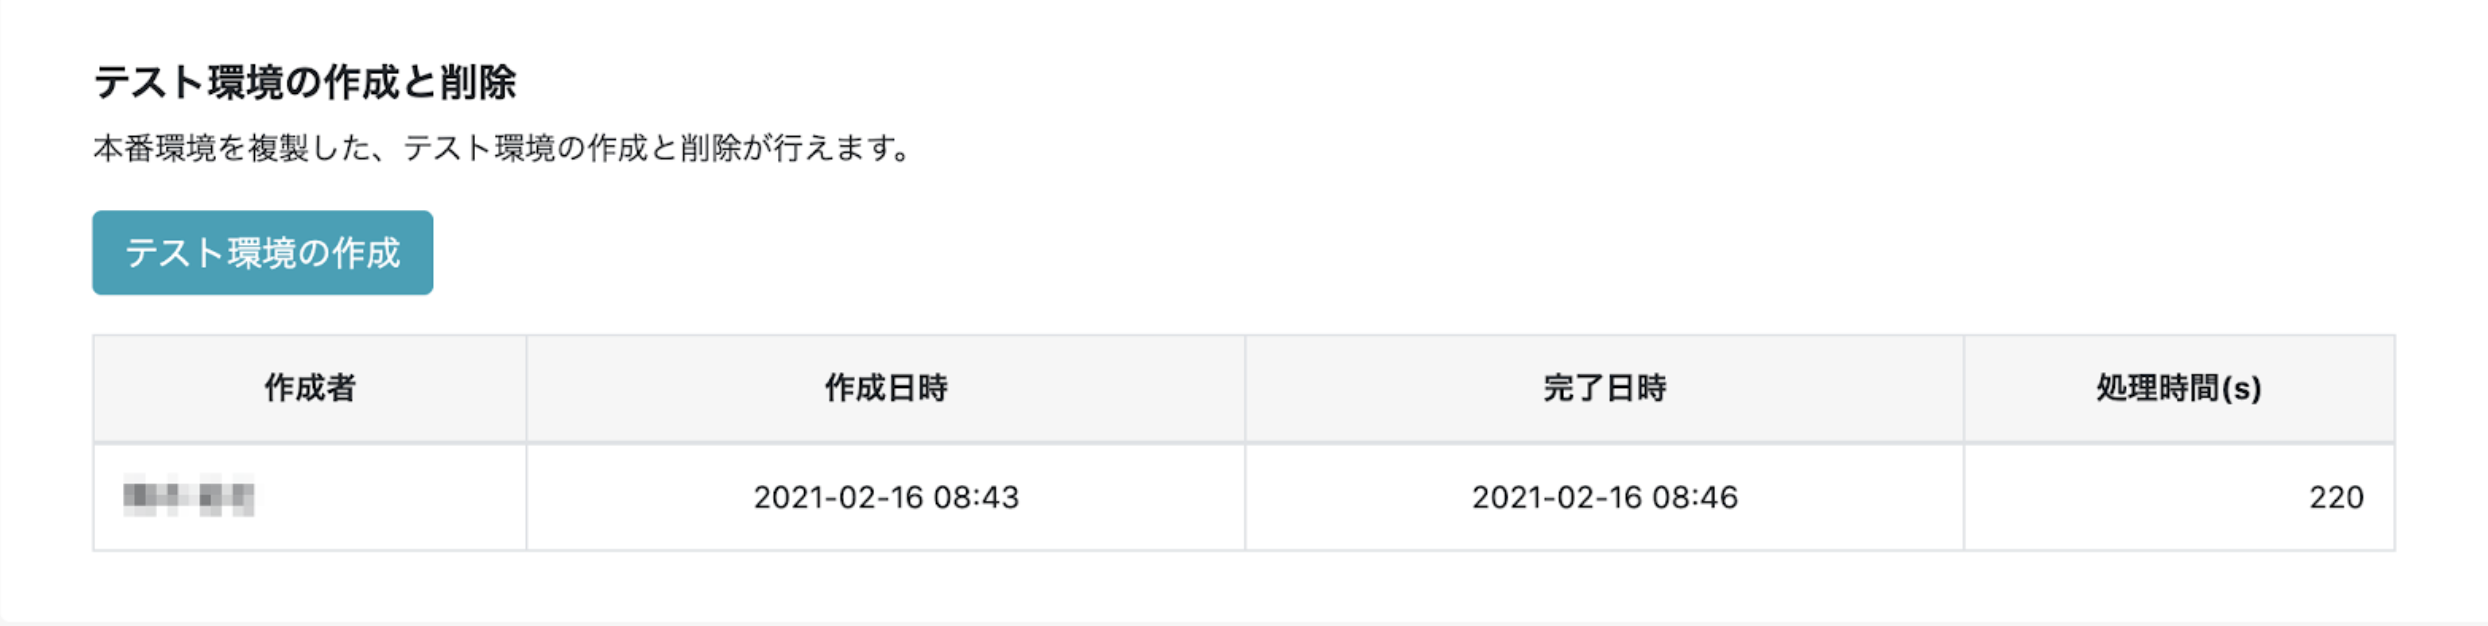 テスト環境の作成と削除
本番環境を複製した、テスト環境の作成と削除が行えます。
テスト環境の作成
作成者 作成日時 完了日時 処理時間(s)
2021-02-16 08:43 2021-02-16 08:46 220